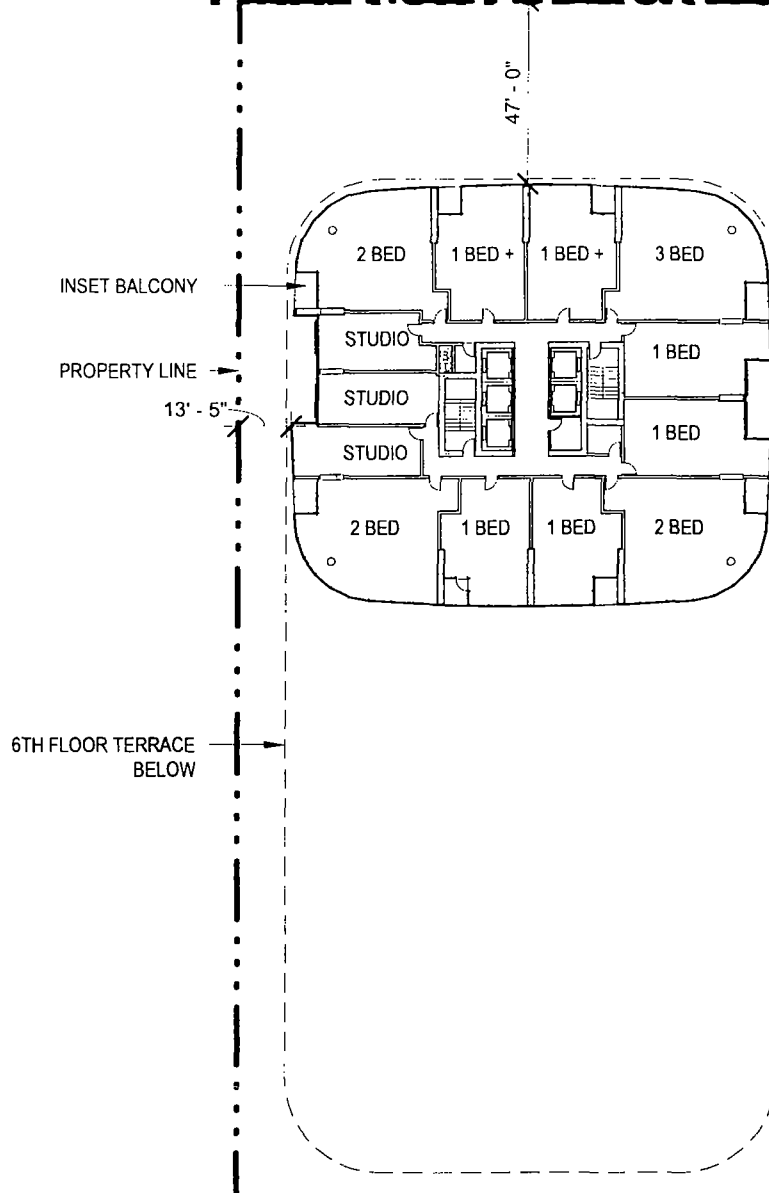 47' - 0"
2 BED
1 BED +
1 BED +
3 BED
INSET BALCONY
STUDIO
1 BED
PROPERTY LINE
STUDIO
13' - 5"
1 BED
STUDIO
2 BED
1 BED
1 BED
2 BED
6TH FLOOR TERRACE
BELOW